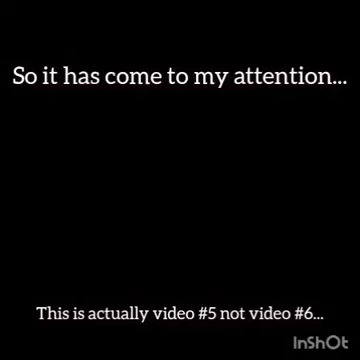 So it has come to my attention...
This is actually video #5 not video #6...
InShOt